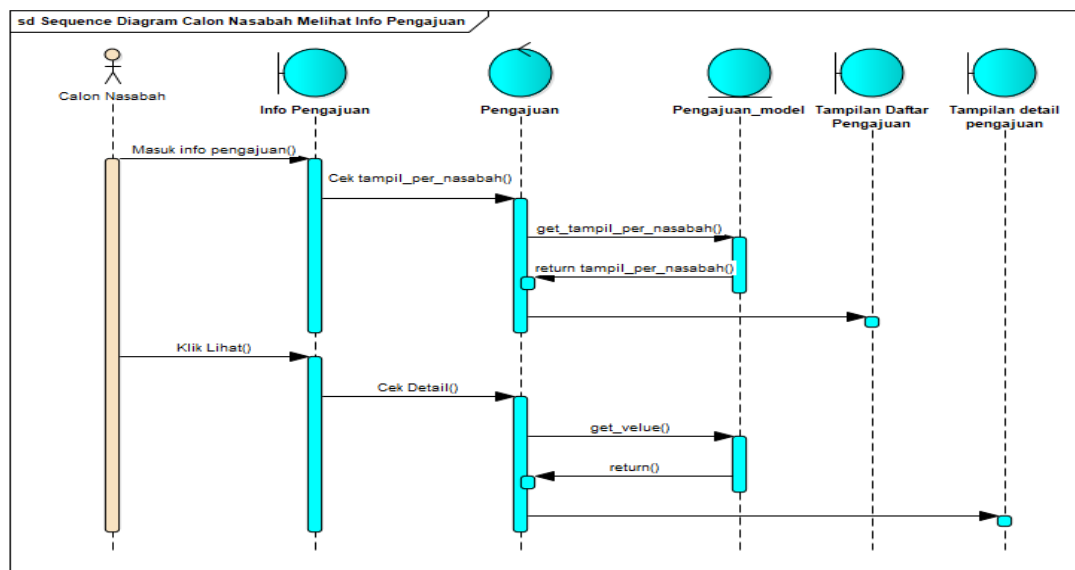 sd Sequence Diagram Calon Nasabah Melihat Info Pengajuan
Calon Nasabah
Info Pengajuan
Pengajuan
Pengajuan_model
Tampilan Daftar
Pengajuan
Tampilan detail
pengajuan
Masuk info pengajuan()
Cek tampil_per_nasabah()
get_tampil_per_nasabah()
return tampil_per_nasabah()
Klik Lihat()
Cek Detail()
get_velue()
return()